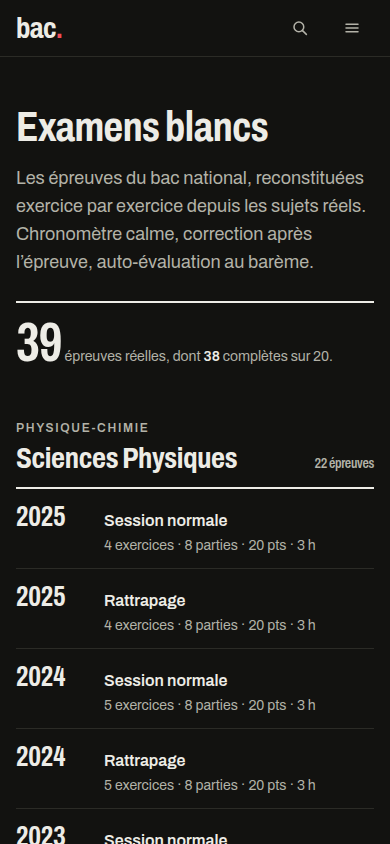 bac.
Examens blancs
Les épreuves du bac national, reconstituées
exercice par exercice depuis les sujets réels.
Chronomètre calme, correction après
l’épreuve, auto-évaluation au barème.
39 épreuves réelles, dont 38 complètes sur 20.
PHYSIQUE-CHIMIE
Sciences Physiques 22 épreuves
2025 Session normale
4 exercices · 8 parties · 20 pts · 3 h
2025 Rattrapage
4 exercices · 8 parties · 20 pts · 3 h
2024 Session normale
5 exercices · 8 parties · 20 pts · 3 h
2024 Rattrapage
5 exercices · 8 parties · 20 pts · 3 h
2023 Session normale